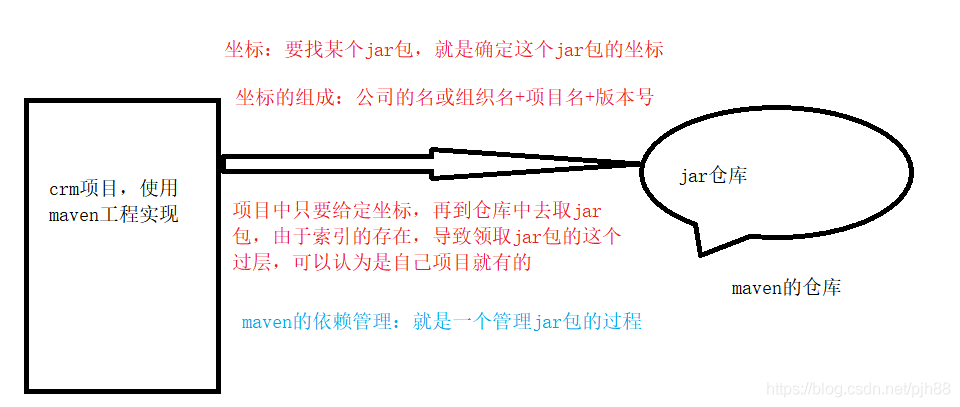 坐标：要找某个jar包，就是确定这个jar包的坐标
坐标的组成：公司的名或组织名+项目名+版本号
crm项目，使用
maven工程实现
jar仓库
项目中只要给定坐标，再到仓库中去取jar
包，由于索引的存在，导致领取jar包的这个
过层，可以认为是自己项目就有的
maven的仓库
maven的依赖管理：就是一个管理jar包的过程
https://blog.csdn.net/pjh88